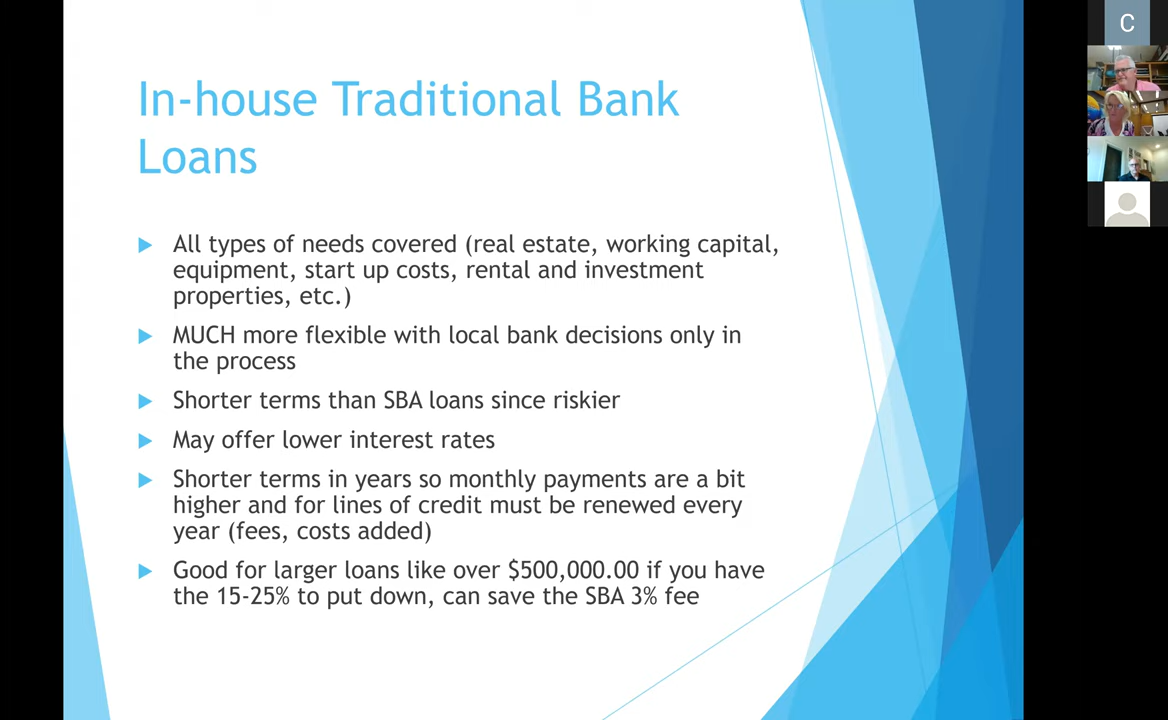 In-house Traditional Bank
Loans
All types of needs covered (real estate, working capital,
equipment, start up costs, rental and investment
properties, etc.)
MUCH more flexible with local bank decisions only in
the process
Shorter terms than SBA loans since riskier
May offer lower interest rates
Shorter terms in years so monthly payments are a bit
higher and for lines of credit must be renewed every
year (fees, costs added)
Good for larger loans like over $500,000.00 if you have
the 15-25% to put down, can save the SBA 3% fee
C